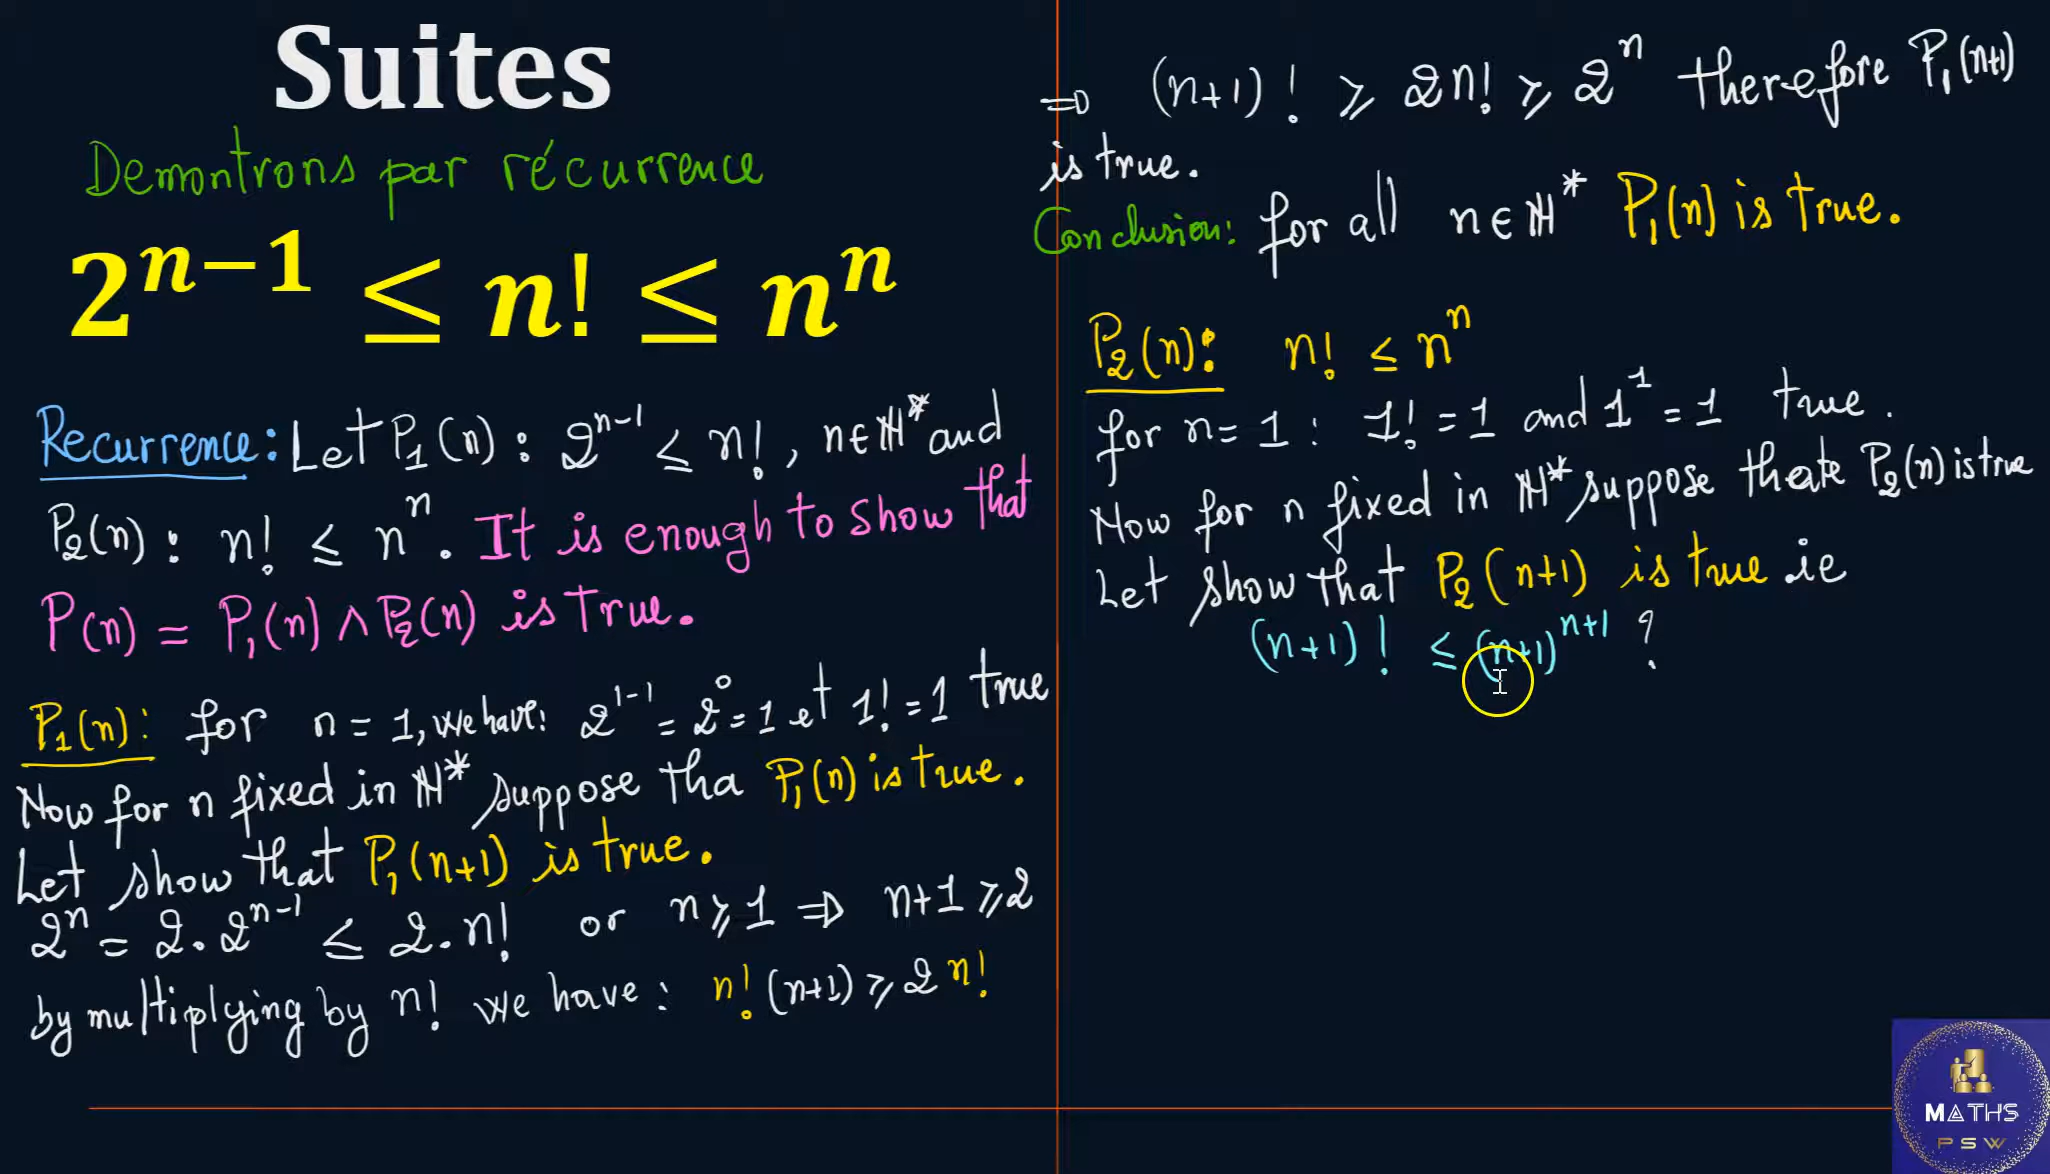 Suites
Demontrons par récurrence
2^{n-1} ≤ n! ≤ n^n
Recurrence: Let P₁(n): 2^{n-1} ≤ n!, n∈ℕ* and
P₂(n): n! ≤ n^n. It is enough to show that
P(n) = P₁(n) ∧ P₂(n) is true.
P₁(n): for n = 1, we have: 2^{1-1} = 2^0 = 1 et 1! = 1 true
Now for n fixed in ℕ* suppose tha P₁(n) is true.
Let show that P₁(n+1) is true.
2^n = 2 . 2^{n-1} ≤ 2 . n! or n ⩾ 1 ⇒ n+1 ⩾ 2
by multiplying by n! we have: n! (n+1) ⩾ 2 n!
⇒ (n+1)! ⩾ 2n! ⩾ 2^n therefore P₁(n+1)
is true.
Conclusion: for all n∈ℕ* P₁(n) is true.
P₂(n): n! ≤ n^n
for n = 1 : 1! = 1 and 1^1 = 1 true.
Now for n fixed in ℕ* suppose that P₂(n) is true
Let show that P₂(n+1) is true ie
(n+1)! ≤ (n+1)^{n+1} ?
MATHS
PSW